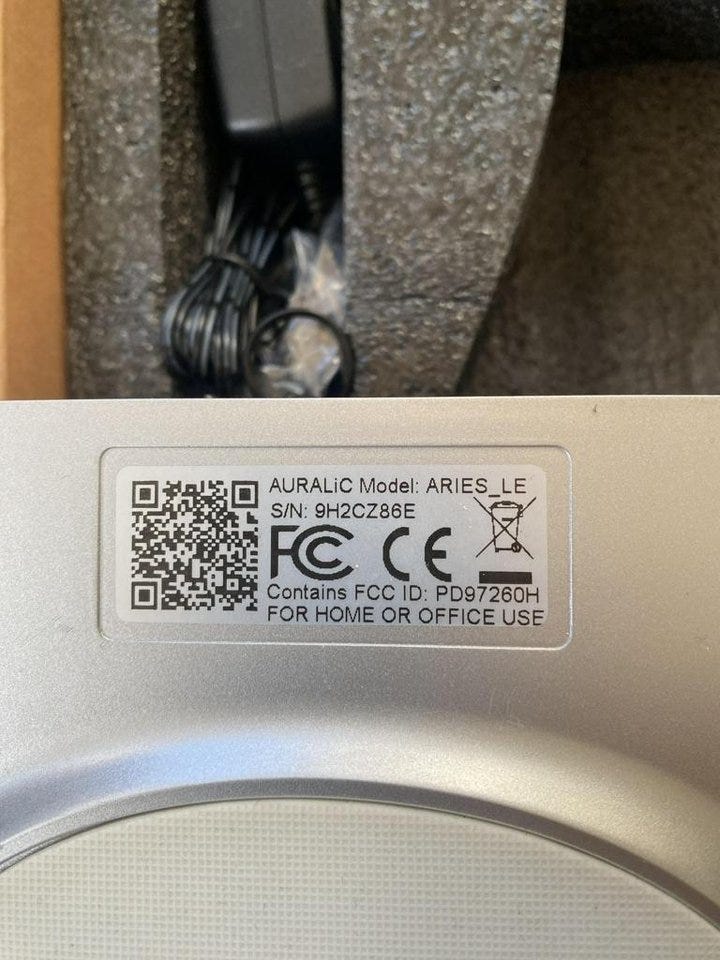 AURALiC Model: ARIES_LE
S/N: 9H2CZ86E
FC CE
Contains FCC ID: PD97260H
FOR HOME OR OFFICE USE